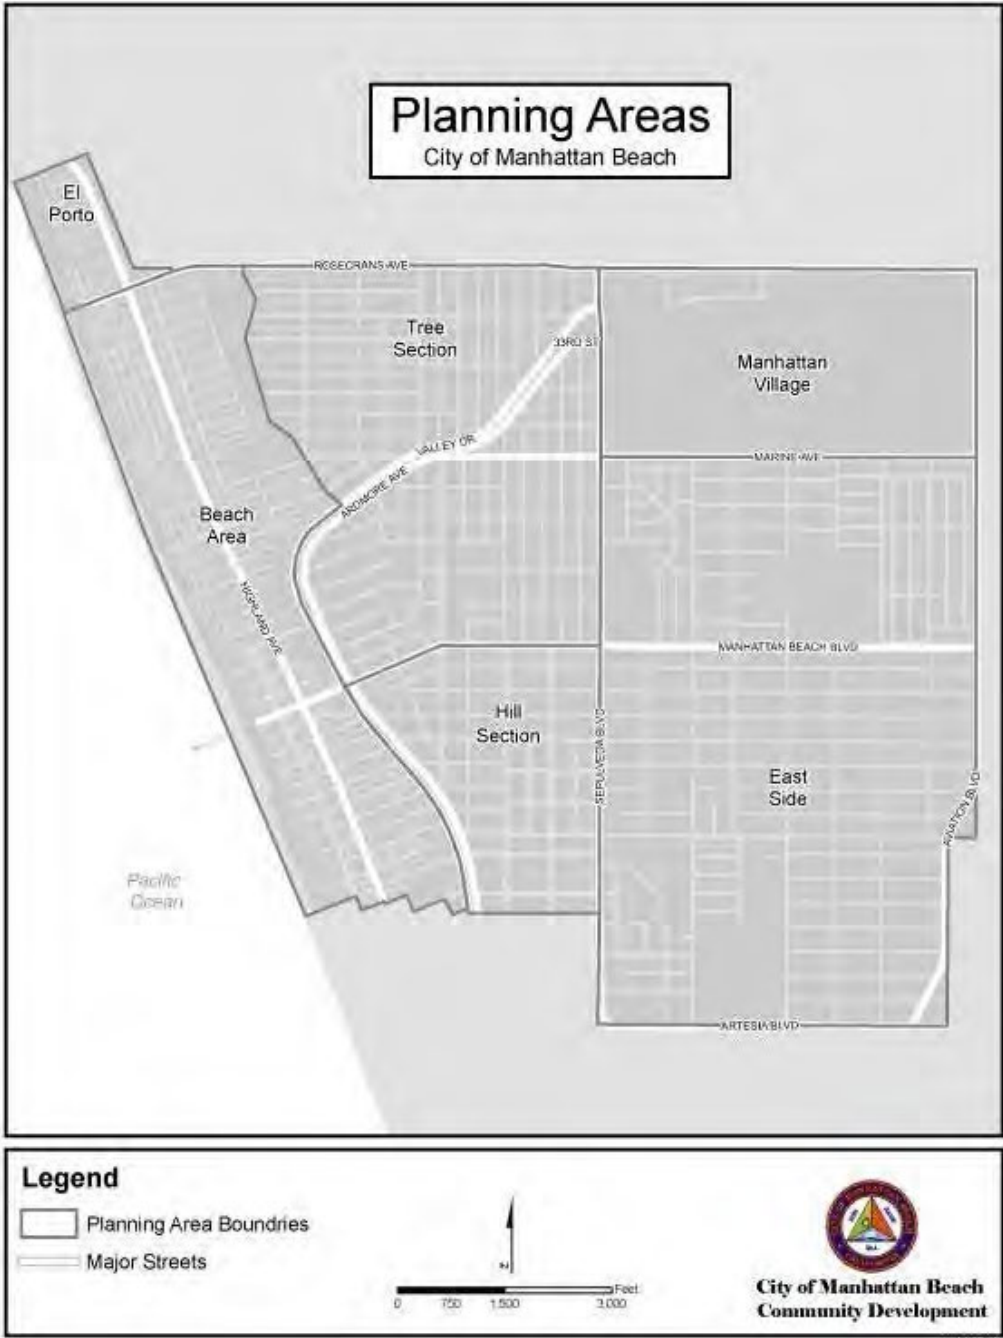 Planning Areas
City of Manhattan Beach
El
Porto
ROSECRANS AVE
Tree
Section
33RD ST
Manhattan
Village
VALLEY DR
MARINE AVE
ARDMORE AVE
Beach
Area
HIGHLAND AVE
MANHATTAN BEACH BLVD
Hill
Section
SEPULVEDA BLVD
East
Side
AVIATION BLVD
Pacific
Ocean
ARTESIA BLVD
Legend
Planning Area Boundries
Major Streets
Z
Feet
0 750 1,500 3,000
City of Manhattan Beach
Community Development